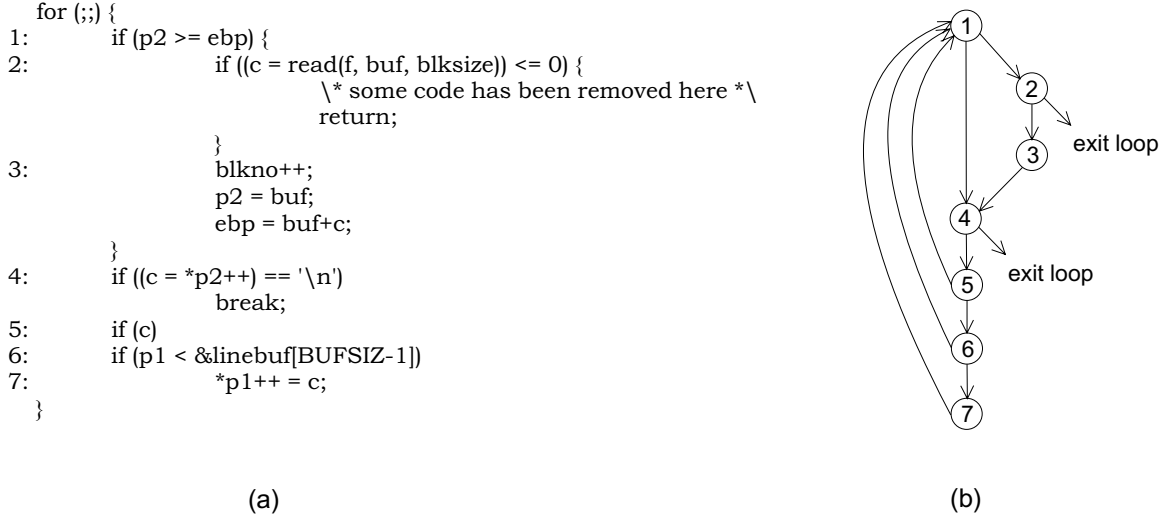 for (;;) {
1: if (p2 >= ebp) {
2: if ((c = read(f, buf, blksize)) <= 0) {
\* some code has been removed here *\
return;
}
3: blkno++;
p2 = buf;
ebp = buf+c;
}
4: if ((c = *p2++) == '\n')
break;
5: if (c)
6: if (p1 < &linebuf[BUFSIZ-1])
7: *p1++ = c;
}
(a)
1
2
exit loop
3
4
exit loop
5
6
7
(b)